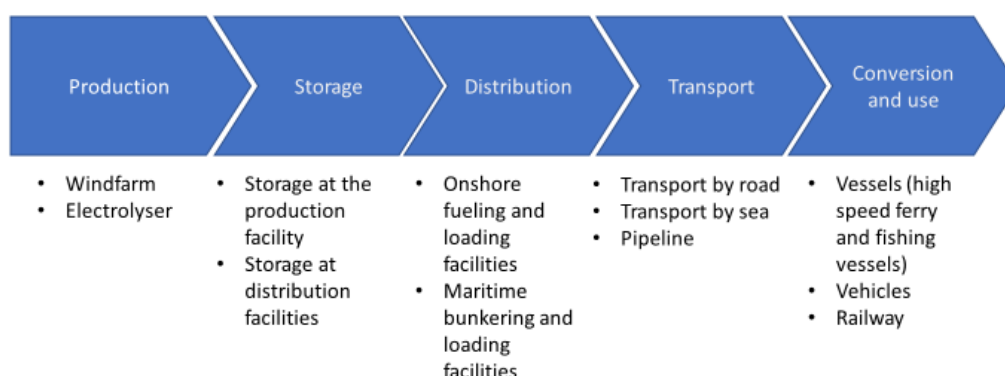 Production
Storage
Distribution
Transport
Conversion
and use
• Windfarm
• Electrolyser
• Storage at the
production
facility
• Storage at
distribution
facilities
• Onshore
fueling and
loading
facilities
• Maritime
bunkering and
loading
facilities
• Transport by road
• Transport by sea
• Pipeline
• Vessels (high
speed ferry
and fishing
vessels)
• Vehicles
• Railway